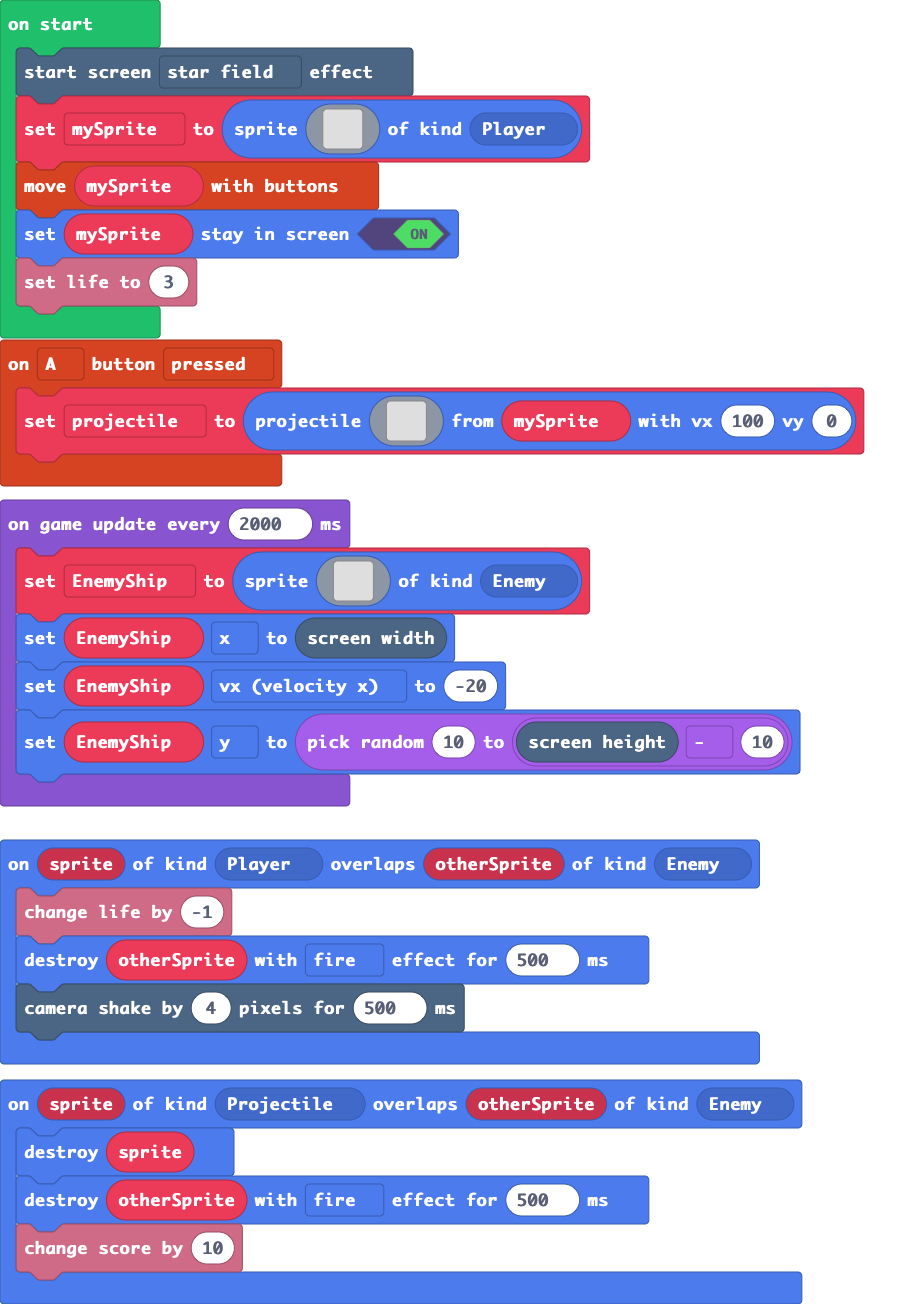 on start
start screen star field effect
set mySprite to sprite of kind Player
move mySprite with buttons
set mySprite stay in screen ON
set life to 3
on A button pressed
set projectile to projectile from mySprite with vx 100 vy 0
on game update every 2000 ms
set EnemyShip to sprite of kind Enemy
set EnemyShip x to screen width
set EnemyShip vx (velocity x) to -20
set EnemyShip y to pick random 10 to screen height - 10
on sprite of kind Player overlaps otherSprite of kind Enemy
change life by -1
destroy otherSprite with fire effect for 500 ms
camera shake by 4 pixels for 500 ms
on sprite of kind Projectile overlaps otherSprite of kind Enemy
destroy sprite
destroy otherSprite with fire effect for 500 ms
change score by 10